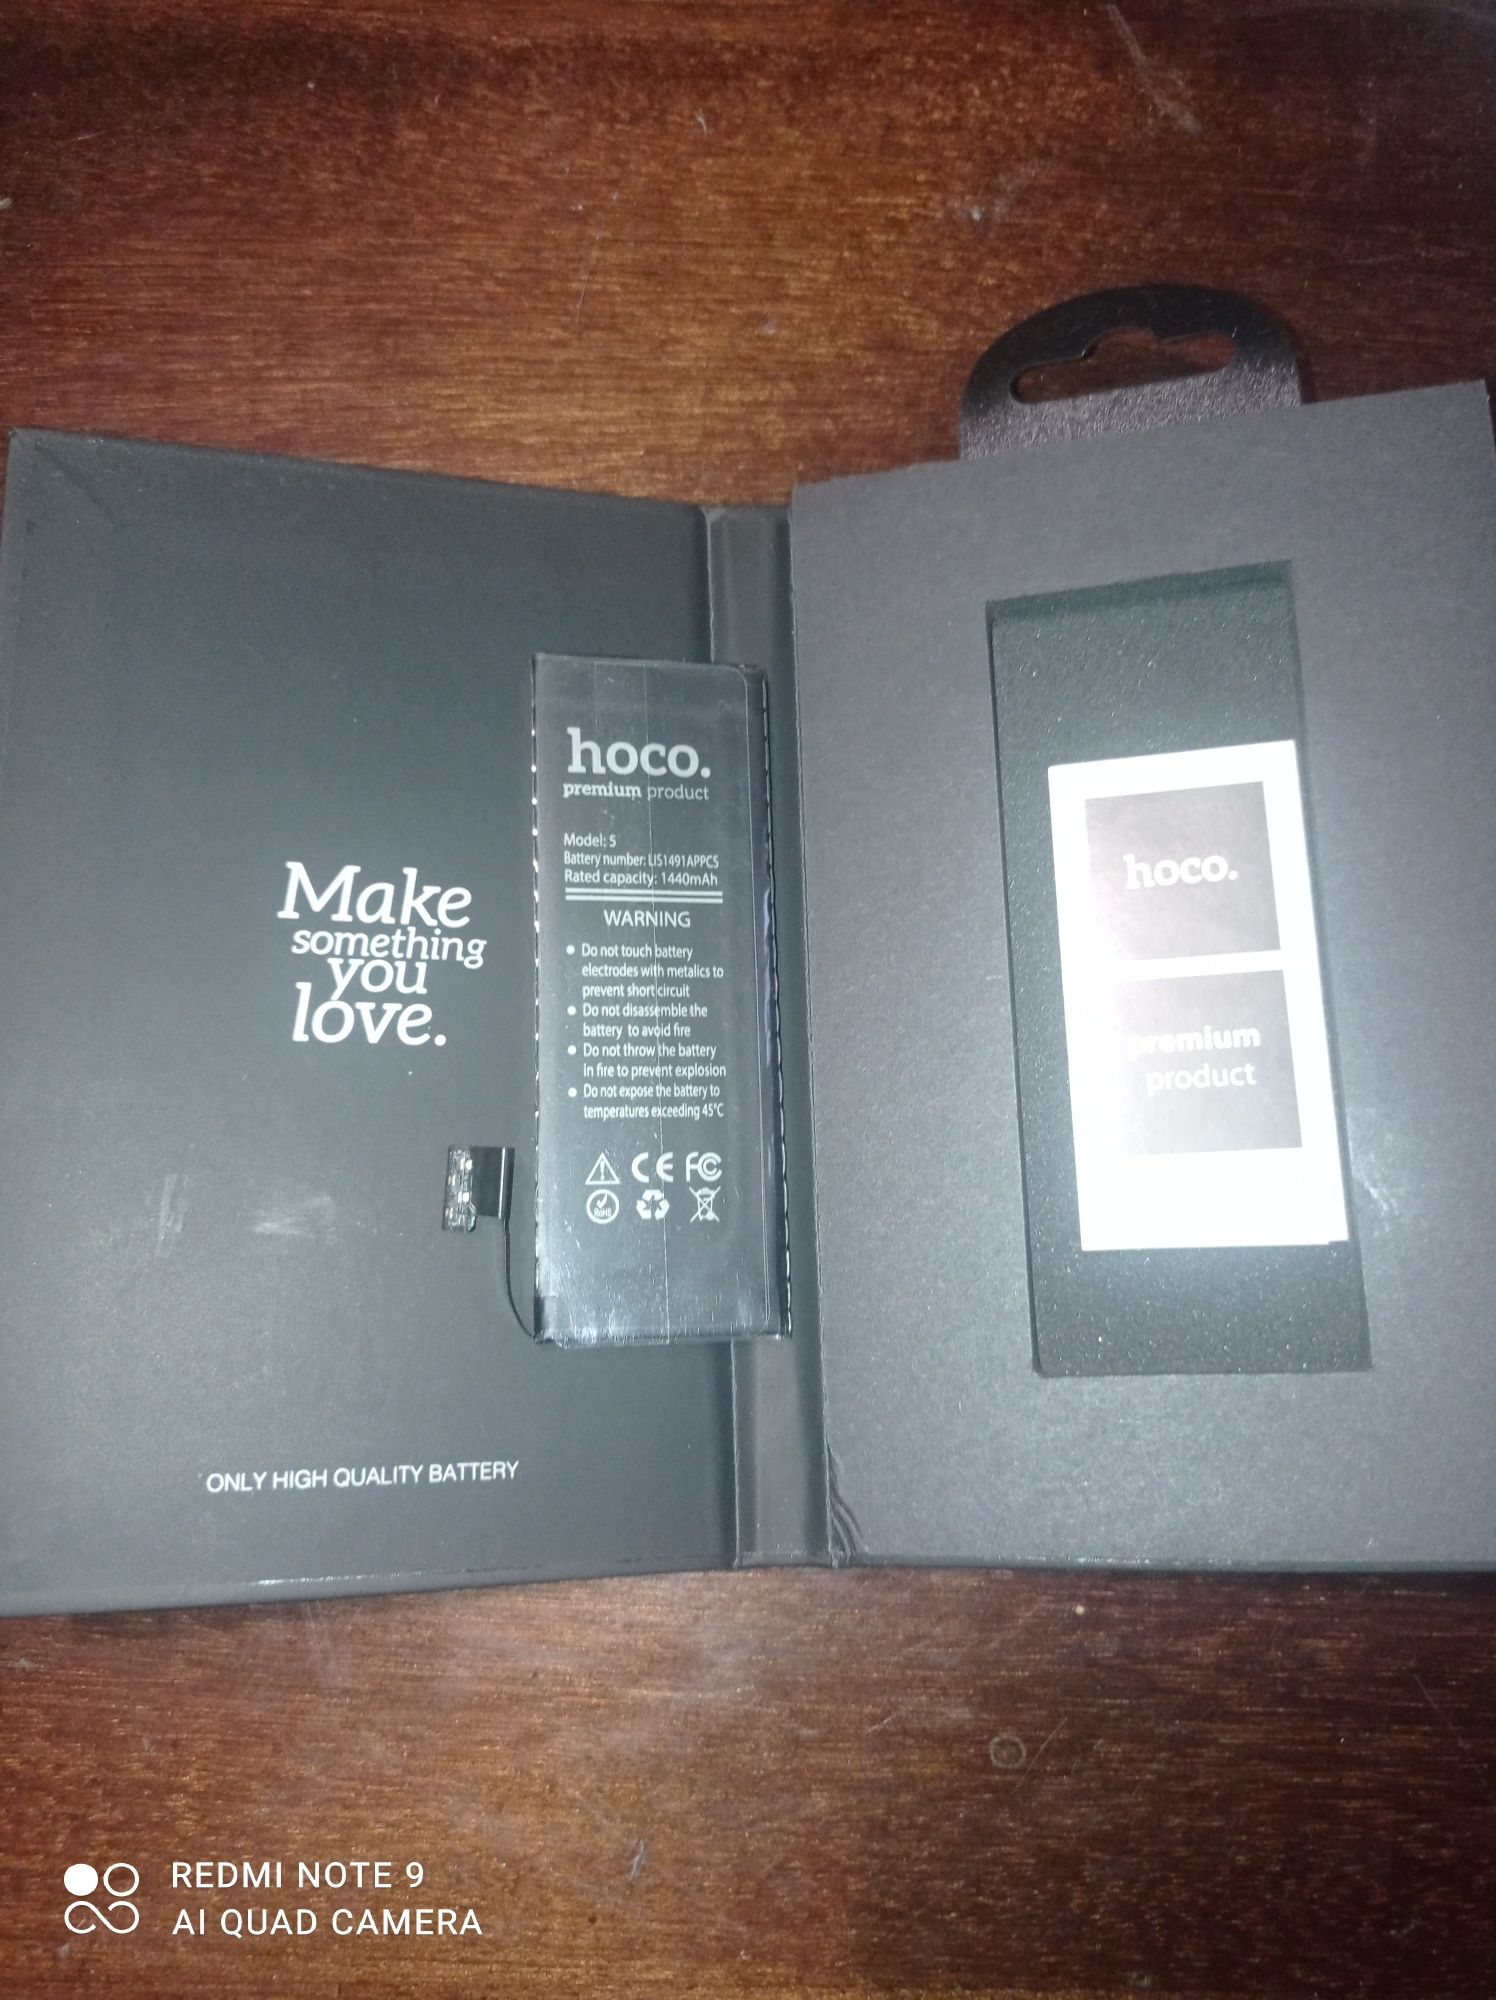 Make
something
you
love.
ONLY HIGH QUALITY BATTERY
hoco.
premium product
Model: 5
Battery number: LIS1491APPCS
Rated capacity: 1440mAh
WARNING
● Do not touch battery
electrodes with metalics to
prevent short circuit
● Do not disassemble the
battery to avoid fire
● Do not throw the battery
in fire to prevent explosion
● Do not expose the battery to
temperatures exceeding 45°C
CE FC
RoHS
hoco.
premium
product
REDMI NOTE 9
AI QUAD CAMERA